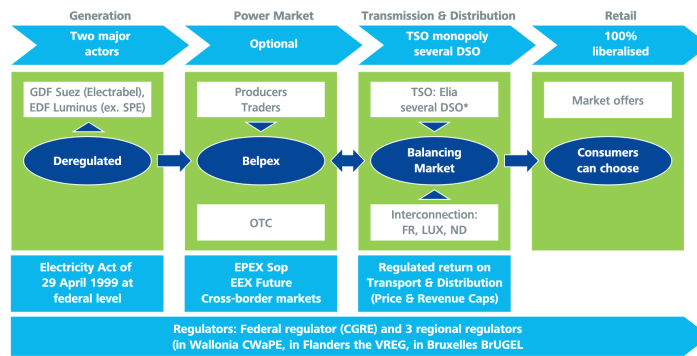 Generation
Power Market
Transmission & Distribution
Retail
Two major
actors
Optional
TSO monopoly
several DSO
100%
liberalised
GDF Suez (Electrabel),
EDF Luminus (ex. SPE)
Producers
Traders
TSO: Elia
several DSO*
Market offers
Deregulated
Belpex
Balancing
Market
Consumers
can choose
OTC
Interconnection:
FR, LUX, ND
Electricity Act of
29 April 1999 at
federal level
EPEX Sop
EEX Future
Cross-border markets
Regulated return on
Transport & Distribution
(Price & Revenue Caps)
Regulators: Federal regulator (CGRE) and 3 regional regulators
(in Wallonia CWaPE, in Flanders the VREG, in Bruxelles BrUGEL